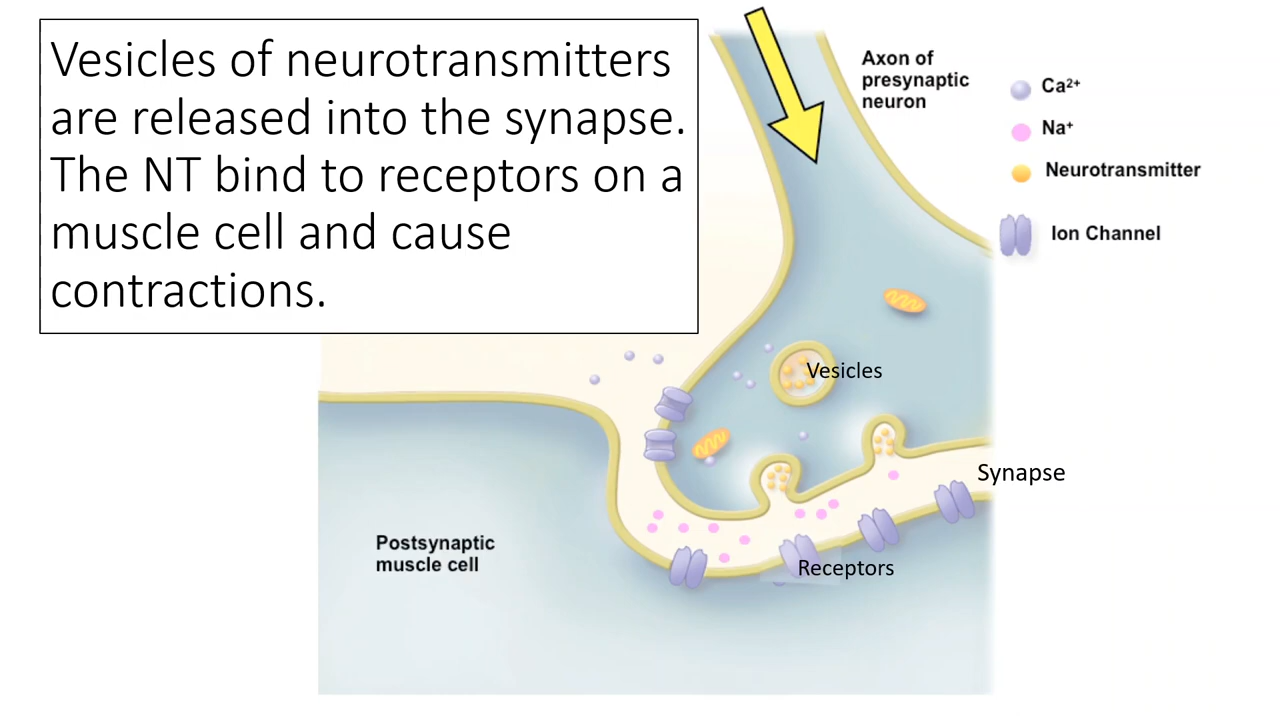 Vesicles of neurotransmitters
are released into the synapse.
The NT bind to receptors on a
muscle cell and cause
contractions.
Axon of
presynaptic
neuron
Ca²⁺
Na⁺
Neurotransmitter
Ion Channel
Vesicles
Synapse
Postsynaptic
muscle cell
Receptors